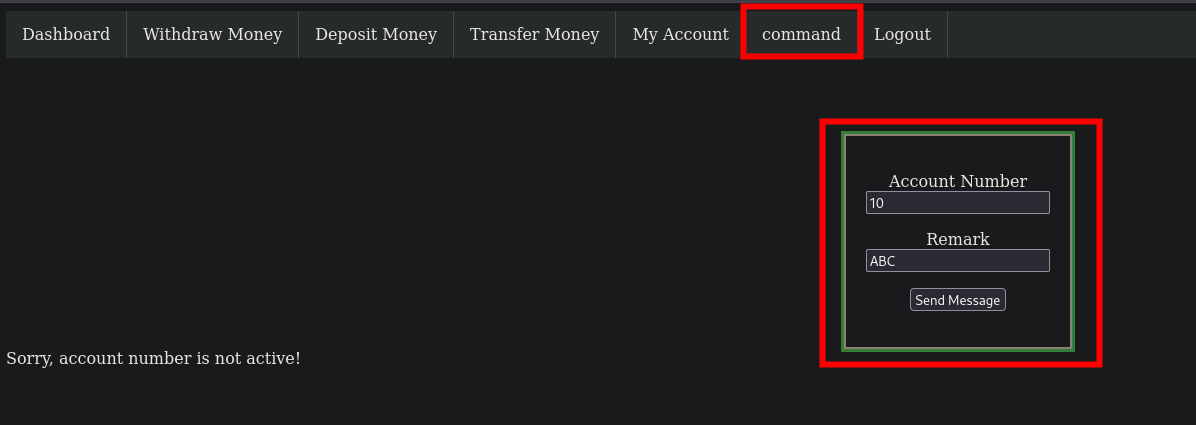 Dashboard Withdraw Money Deposit Money Transfer Money My Account command Logout
Account Number
10
Remark
ABC
Send Message
Sorry, account number is not active!